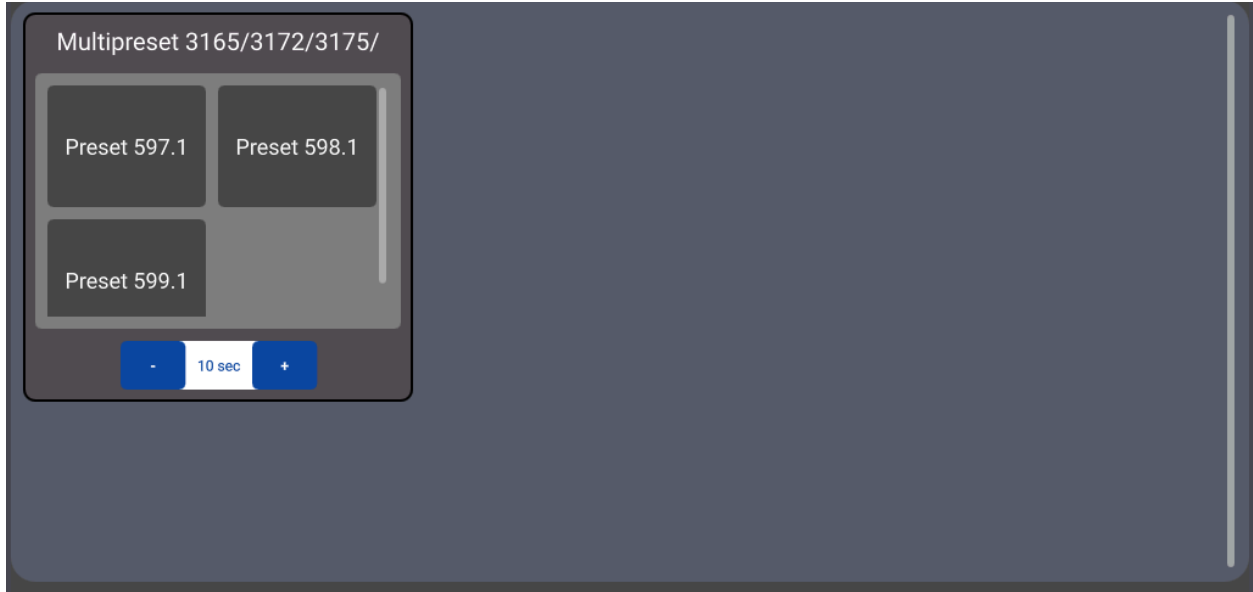 Multipreset 3165/3172/3175/
Preset 597.1 Preset 598.1
Preset 599.1
- 10 sec +